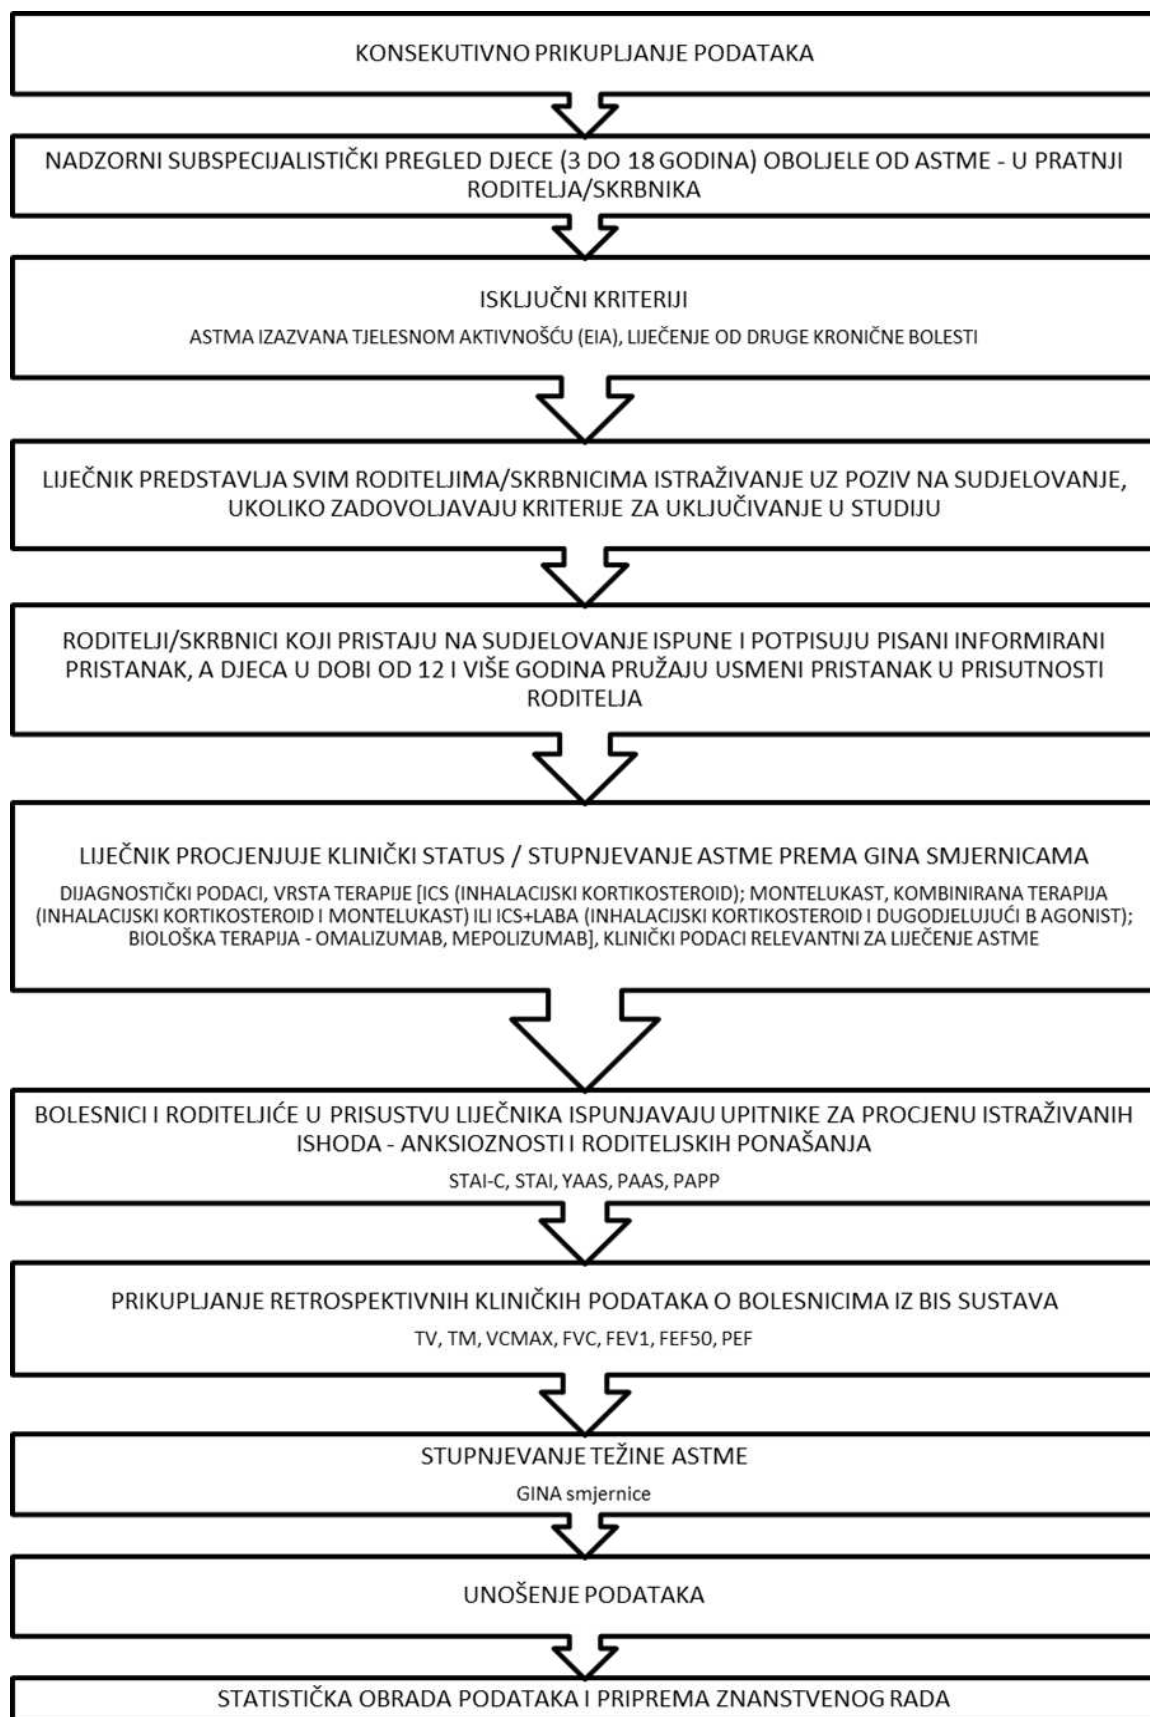 KONSEKUTIVNO PRIKUPLJANJE PODATAKA
NADZORNI SUBSPECIJALISTIČKI PREGLED DJECE (3 DO 18 GODINA) OBOLJELE OD ASTME - U PRATNJI
RODITELJA/SKRBNIKA
ISKLJUČNI KRITERIJI
ASTMA IZAZVANA TJELESNOM AKTIVNOŠĆU (EIA), LIJEČENJE OD DRUGE KRONIČNE BOLESTI
LIJEČNIK PREDSTAVLJA SVIM RODITELJIMA/SKRBNICIMA ISTRAŽIVANJE UZ POZIV NA SUDJELOVANJE,
UKOLIKO ZADOVOLJAVAJU KRITERIJE ZA UKLJUČIVANJE U STUDIJU
RODITELJI/SKRBNICI KOJI PRISTAJU NA SUDJELOVANJE ISPUNE I POTPISUJU PISANI INFORMIRANI
PRISTANAK, A DJECA U DOBI OD 12 I VIŠE GODINA PRUŽAJU USMENI PRISTANAK U PRISUTNOSTI
RODITELJA
LIJEČNIK PROCJENJUJE KLINIČKI STATUS / STUPNJEVANJE ASTME PREMA GINA SMJERNICAMA
DIJAGNOSTIČKI PODACI, VRSTA TERAPIJE [ICS (INHALACIJSKI KORTIKOSTEROID); MONTELUKAST, KOMBINIRANA TERAPIJA
(INHALACIJSKI KORTIKOSTEROID I MONTELUKAST) ILI ICS+LABA (INHALACIJSKI KORTIKOSTEROID I DUGODJELUJUĆI B AGONIST);
BIOLOŠKA TERAPIJA - OMALIZUMAB, MEPOLIZUMAB], KLINIČKI PODACI RELEVANTNI ZA LIJEČENJE ASTME
BOLESNICI I RODITELJIĆE U PRISUSTVU LIJEČNIKA ISPUNJAVAJU UPITNIKE ZA PROCJENU ISTRAŽIVANIH
ISHODA - ANKSIOZNOSTI I RODITELJSKIH PONAŠANJA
STAI-C, STAI, YAAS, PAAS, PAPP
PRIKUPLJANJE RETROSPEKTIVNIH KLINIČKIH PODATAKA O BOLESNICIMA IZ BIS SUSTAVA
TV, TM, VCMAX, FVC, FEV1, FEF50, PEF
STUPNJEVANJE TEŽINE ASTME
GINA smjernice
UNOŠENJE PODATAKA
STATISTIČKA OBRADA PODATAKA I PRIPREMA ZNANSTVENOG RADA